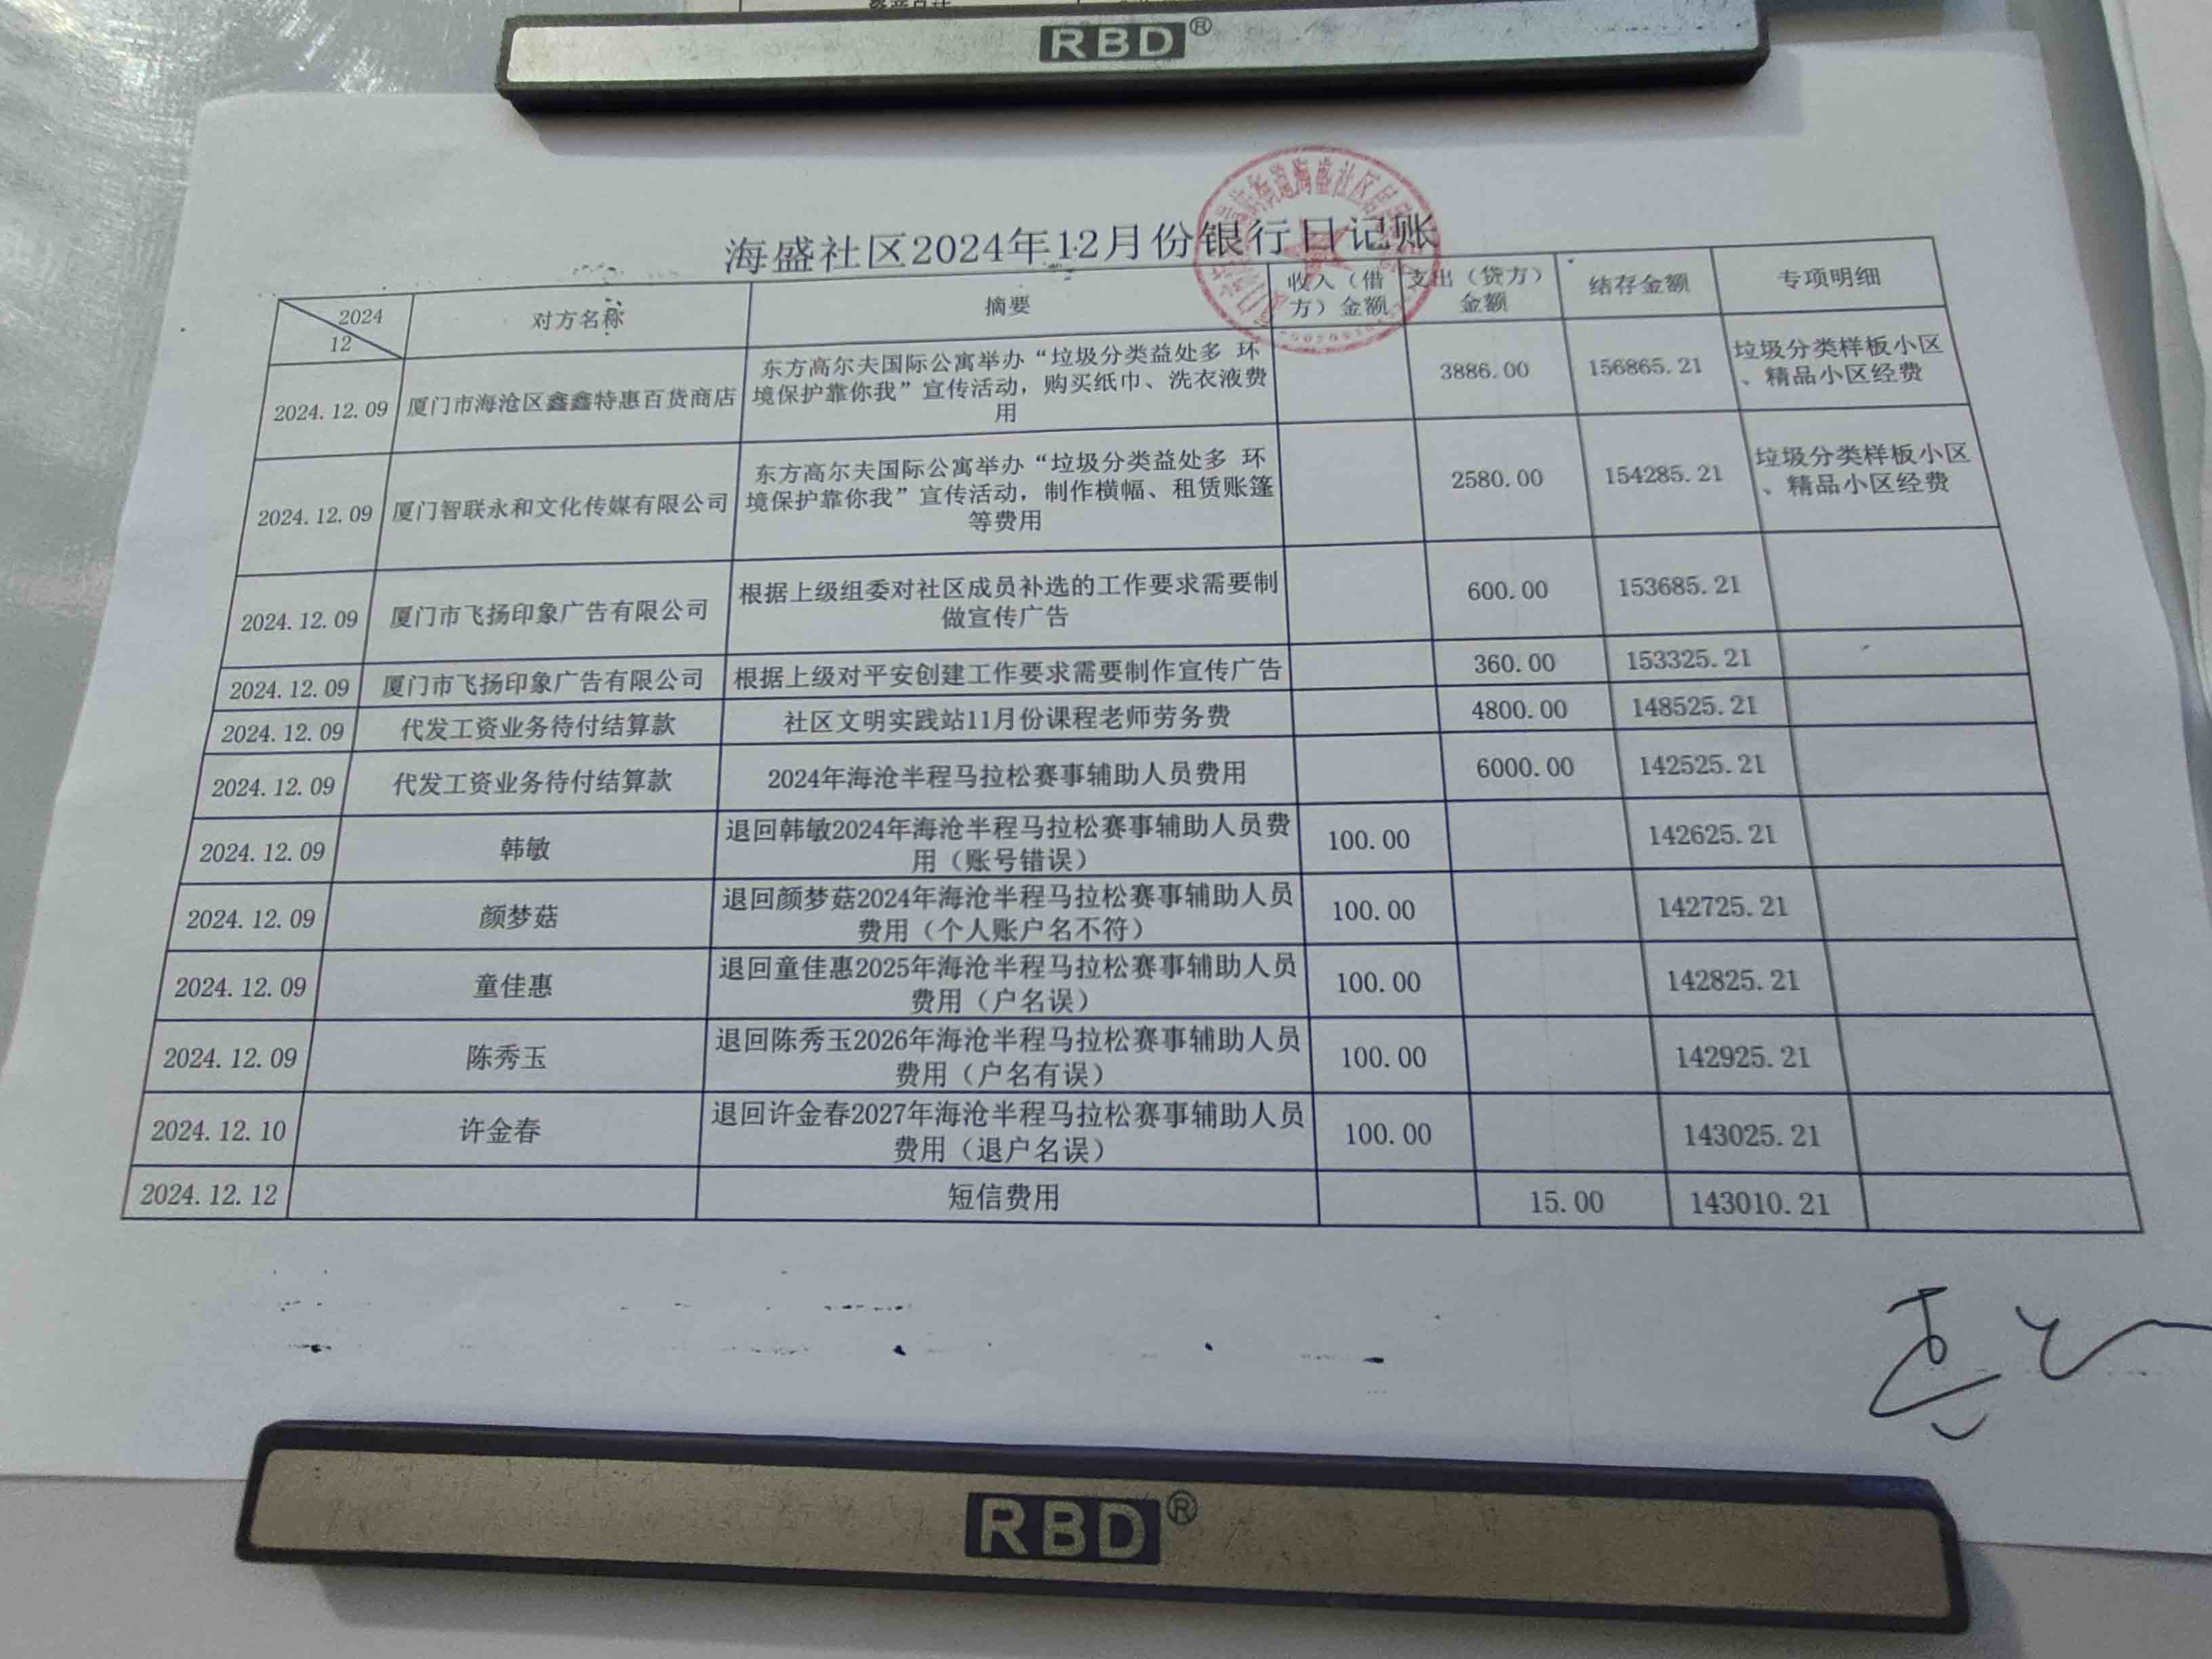 RBD®
海盛社区2024年12月份银行日记账
2024
12
对方名称
摘要
收入（借
方）金额
支出（贷方）
金额
结存金额
专项明细
2024.12.09
厦门市海沧区鑫鑫特惠百货商店
东方高尔夫国际公寓举办“垃圾分类益处多 环
境保护靠你我”宣传活动，购买纸巾、洗衣液费
用
3886.00
156865.21
垃圾分类样板小区
、精品小区经费
2024.12.09
厦门智联永和文化传媒有限公司
东方高尔夫国际公寓举办“垃圾分类益处多 环
境保护靠你我”宣传活动，制作横幅、租赁账篷
等费用
2580.00
154285.21
垃圾分类样板小区
、精品小区经费
2024.12.09
厦门市飞扬印象广告有限公司
根据上级组委对社区成员补选的工作要求需要制
做宣传广告
600.00
153685.21
2024.12.09
厦门市飞扬印象广告有限公司
根据上级对平安创建工作要求需要制作宣传广告
360.00
153325.21
2024.12.09
代发工资业务待付结算款
社区文明实践站11月份课程老师劳务费
4800.00
148525.21
2024.12.09
代发工资业务待付结算款
2024年海沧半程马拉松赛事辅助人员费用
6000.00
142525.21
2024.12.09
韩敏
退回韩敏2024年海沧半程马拉松赛事辅助人员费
用（账号错误）
100.00
142625.21
2024.12.09
颜梦菇
退回颜梦菇2024年海沧半程马拉松赛事辅助人员
费用（个人账户名不符）
100.00
142725.21
2024.12.09
童佳惠
退回童佳惠2025年海沧半程马拉松赛事辅助人员
费用（户名误）
100.00
142825.21
2024.12.09
陈秀玉
退回陈秀玉2026年海沧半程马拉松赛事辅助人员
费用（户名有误）
100.00
142925.21
2024.12.10
许金春
退回许金春2027年海沧半程马拉松赛事辅助人员
费用（退户名误）
100.00
143025.21
2024.12.12
短信费用
15.00
143010.21
RBD®